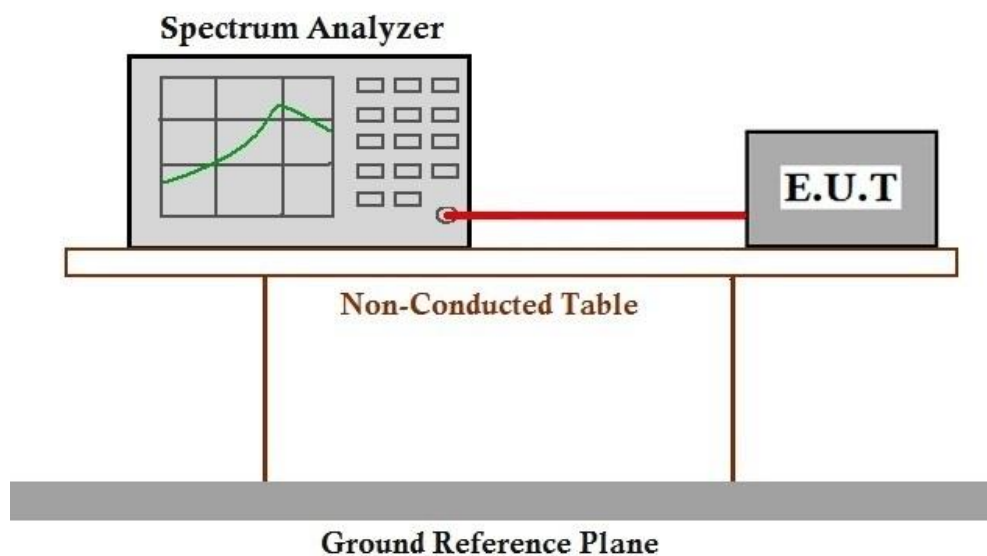 Spectrum Analyzer
E.U.T
Non-Conducted Table
Ground Reference Plane